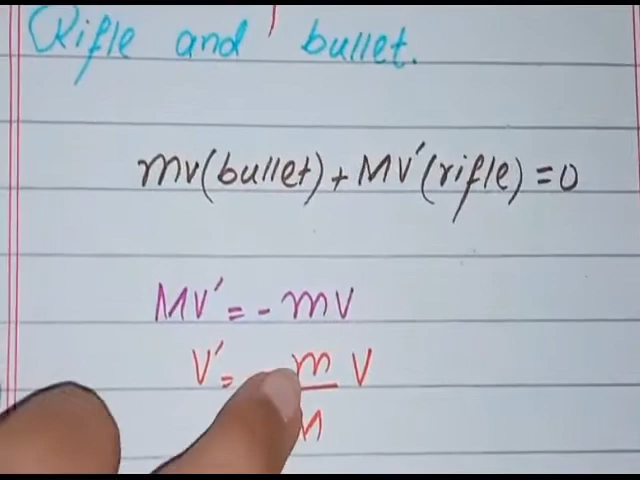 Rifle and bullet.
mv(bullet) + MV′(rifle) = 0
MV′ = - mv
V′ = m V